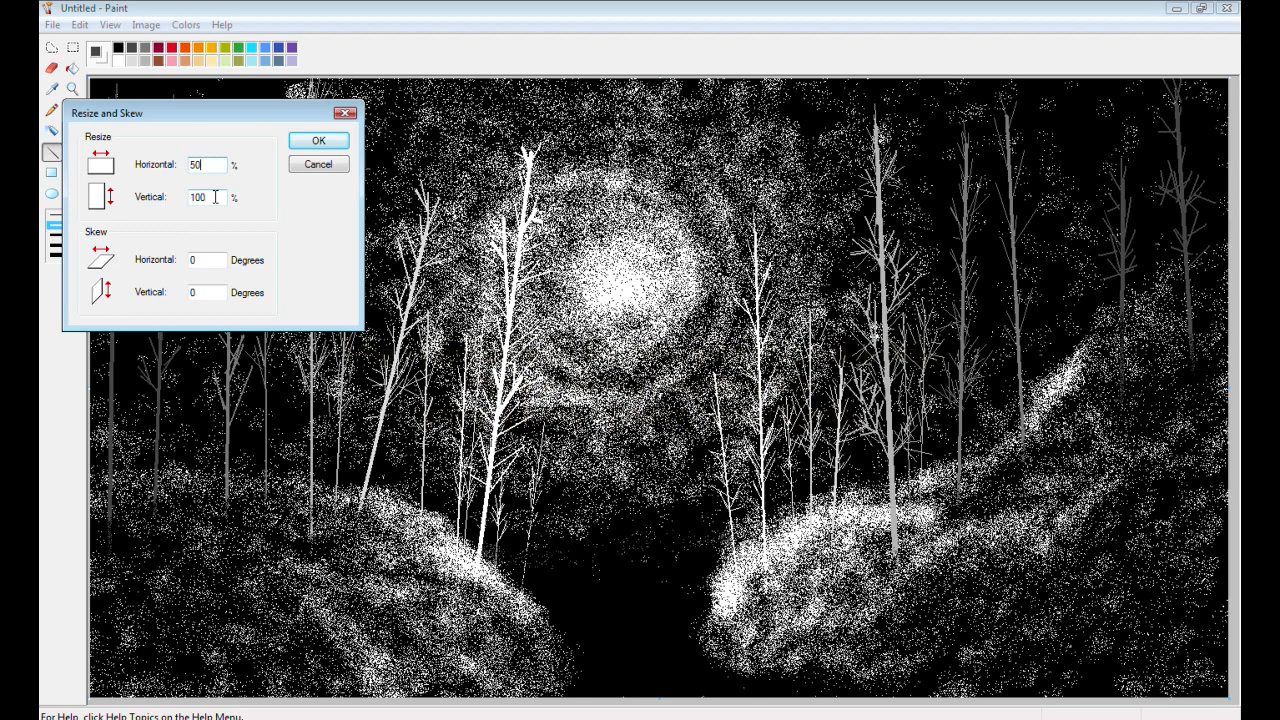 Untitled - Paint
File Edit View Image Colors Help
Resize and Skew
Resize
OK
Horizontal: 50 %
Cancel
Vertical: 100 %
Skew
Horizontal: 0 Degrees
Vertical: 0 Degrees
For Help, click Help Topics on the Help Menu.